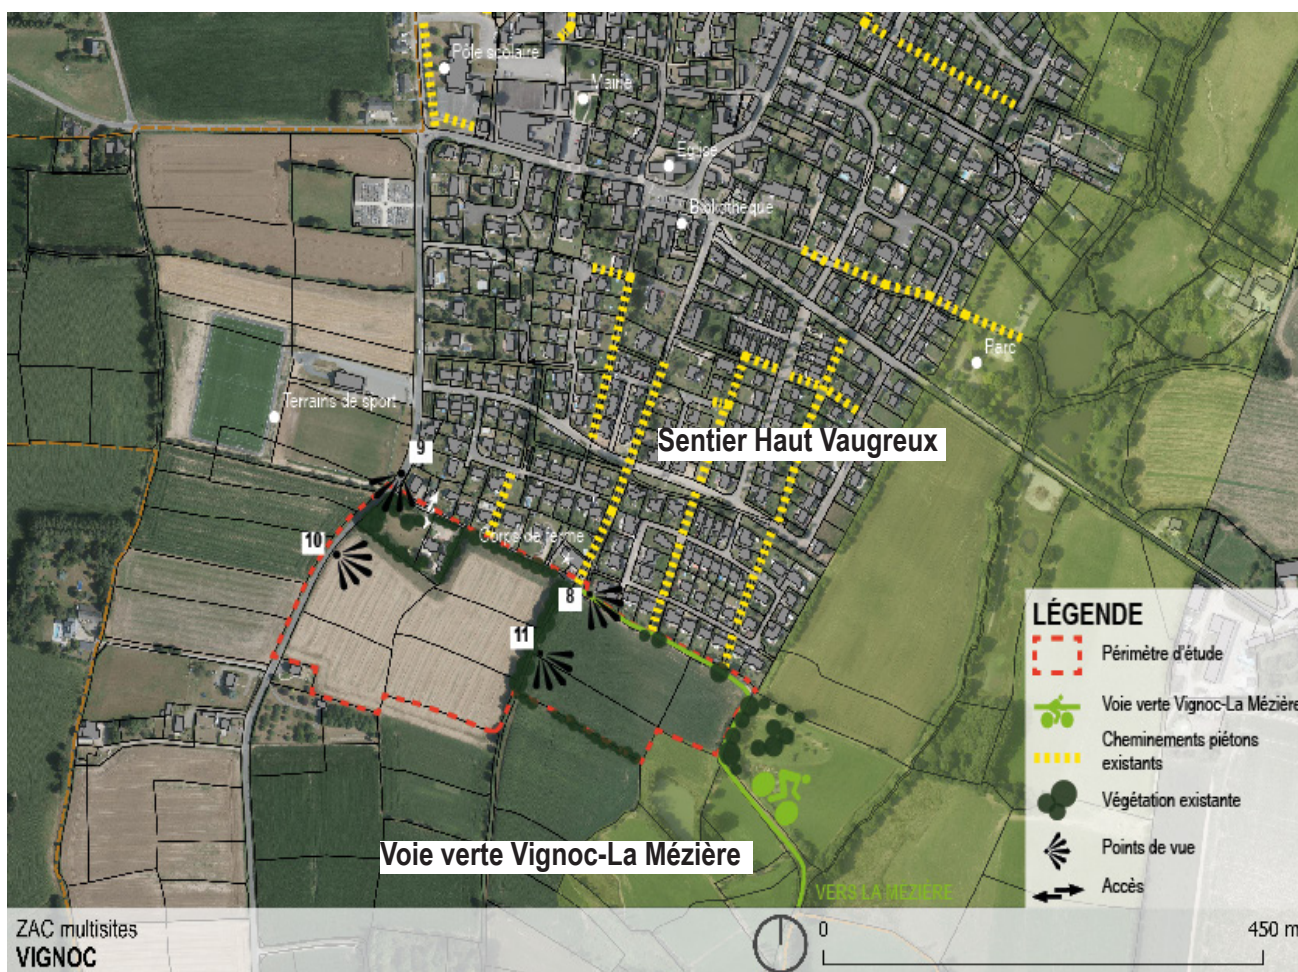 Pôle scolaire
Mairie
Eglise
Bibliothèque
Parc
Terrains de sport
Sentier Haut Vaugreux
9
10
Corps de ferme
8
11
LÉGENDE
Périmètre d'étude
Voie verte Vignoc-La Mézière
Cheminements piétons
existants
Végétation existante
Points de vue
Accès
Voie verte Vignoc-La Mézière
VERS LA MEZIÈRE
ZAC multisites
VIGNOC
0
450 m